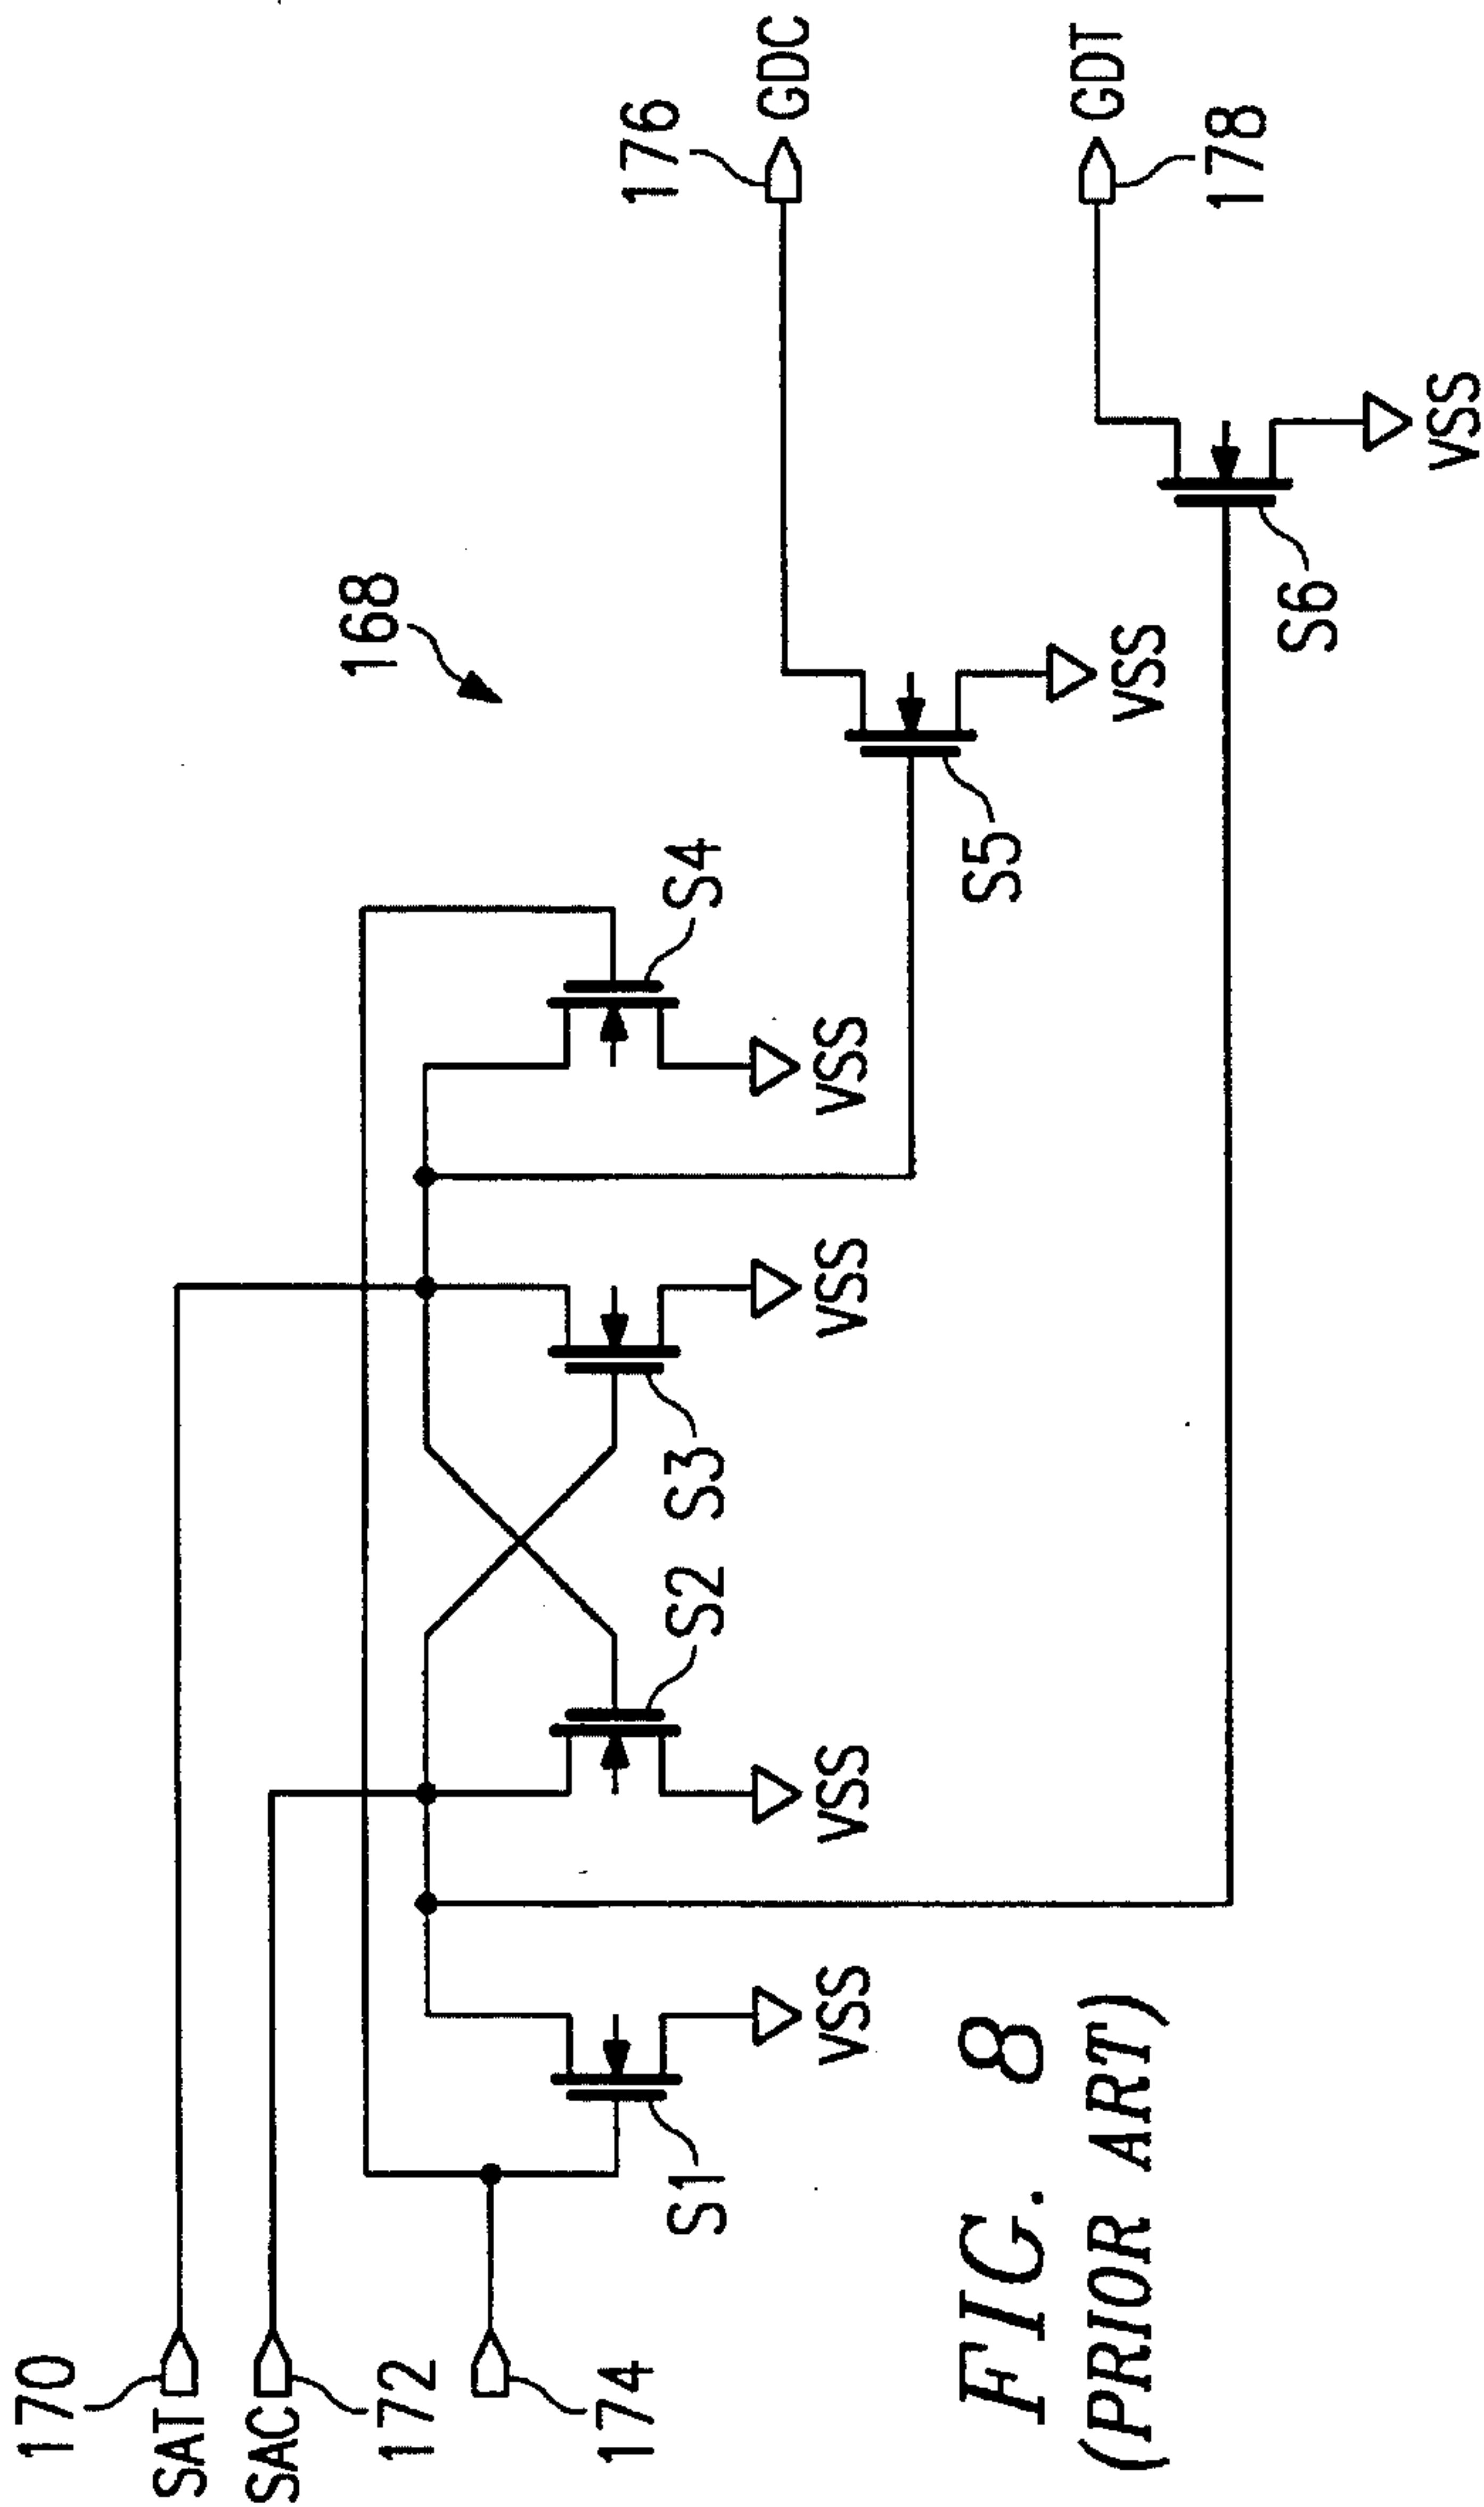 170
SAT
SAC
172
174
S1
VSS
S2
VSS
S3
VSS
S4
VSS
168
S5
VSS
S6
VSS
176
GDC
GDT
178
FIG. 8
(PRIOR ART)